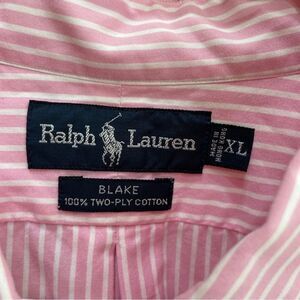 Ralph Lauren
MADE IN
HONG KONG
XL
BLAKE
100% TWO-PLY COTTON